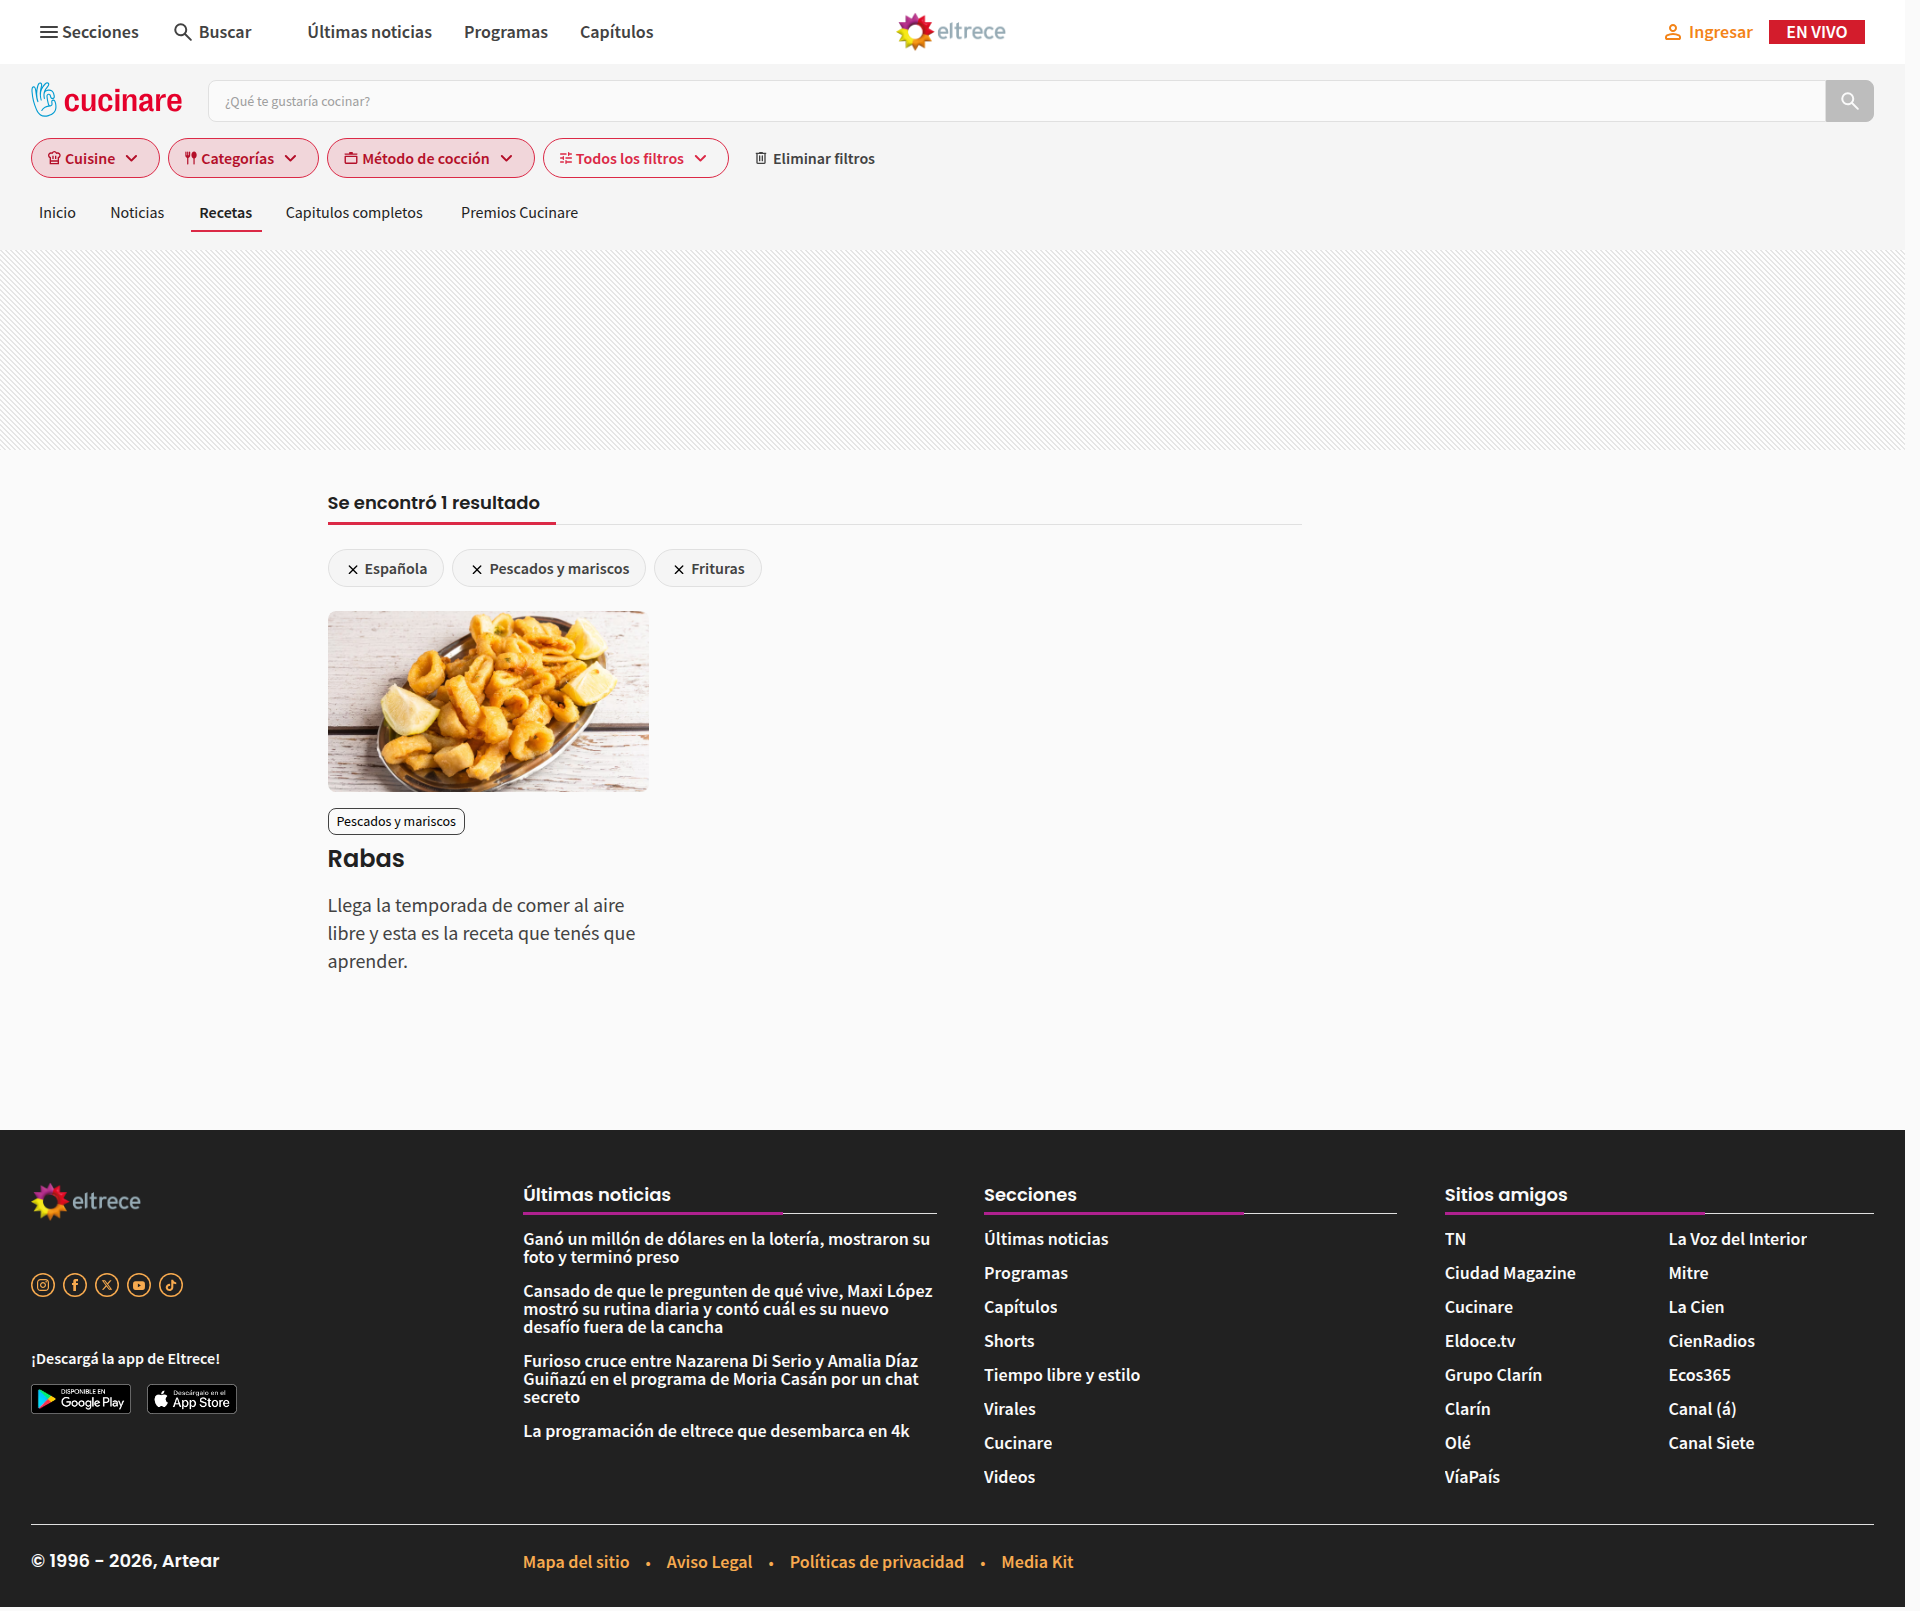 Secciones
Buscar
Últimas noticias
Programas
Capítulos
eltrece
Ingresar
EN VIVO
cucinare
¿Qué te gustaría cocinar?
Cuisine
Categorías
Método de cocción
Todos los filtros
Eliminar filtros
Inicio
Noticias
Recetas
Capitulos completos
Premios Cucinare
Se encontró 1 resultado
Española
Pescados y mariscos
Frituras
Pescados y mariscos
Rabas
Llega la temporada de comer al aire
libre y esta es la receta que tenés que
aprender.
eltrece
¡Descargá la app de Eltrece!
DISPONIBLE EN
Google Play
Descárgalo en el
App Store
Últimas noticias
Ganó un millón de dólares en la lotería, mostraron su
foto y terminó preso
Cansado de que le pregunten de qué vive, Maxi López
mostró su rutina diaria y contó cuál es su nuevo
desafío fuera de la cancha
Furioso cruce entre Nazarena Di Serio y Amalia Díaz
Guiñazú en el programa de Moria Casán por un chat
secreto
La programación de eltrece que desembarca en 4k
Secciones
Últimas noticias
Programas
Capítulos
Shorts
Tiempo libre y estilo
Virales
Cucinare
Videos
Sitios amigos
TN
Ciudad Magazine
Cucinare
Eldoce.tv
Grupo Clarín
Clarín
Olé
VíaPaís
La Voz del Interior
Mitre
La Cien
CienRadios
Ecos365
Canal (á)
Canal Siete
© 1996 - 2026, Artear
Mapa del sitio • Aviso Legal • Políticas de privacidad • Media Kit